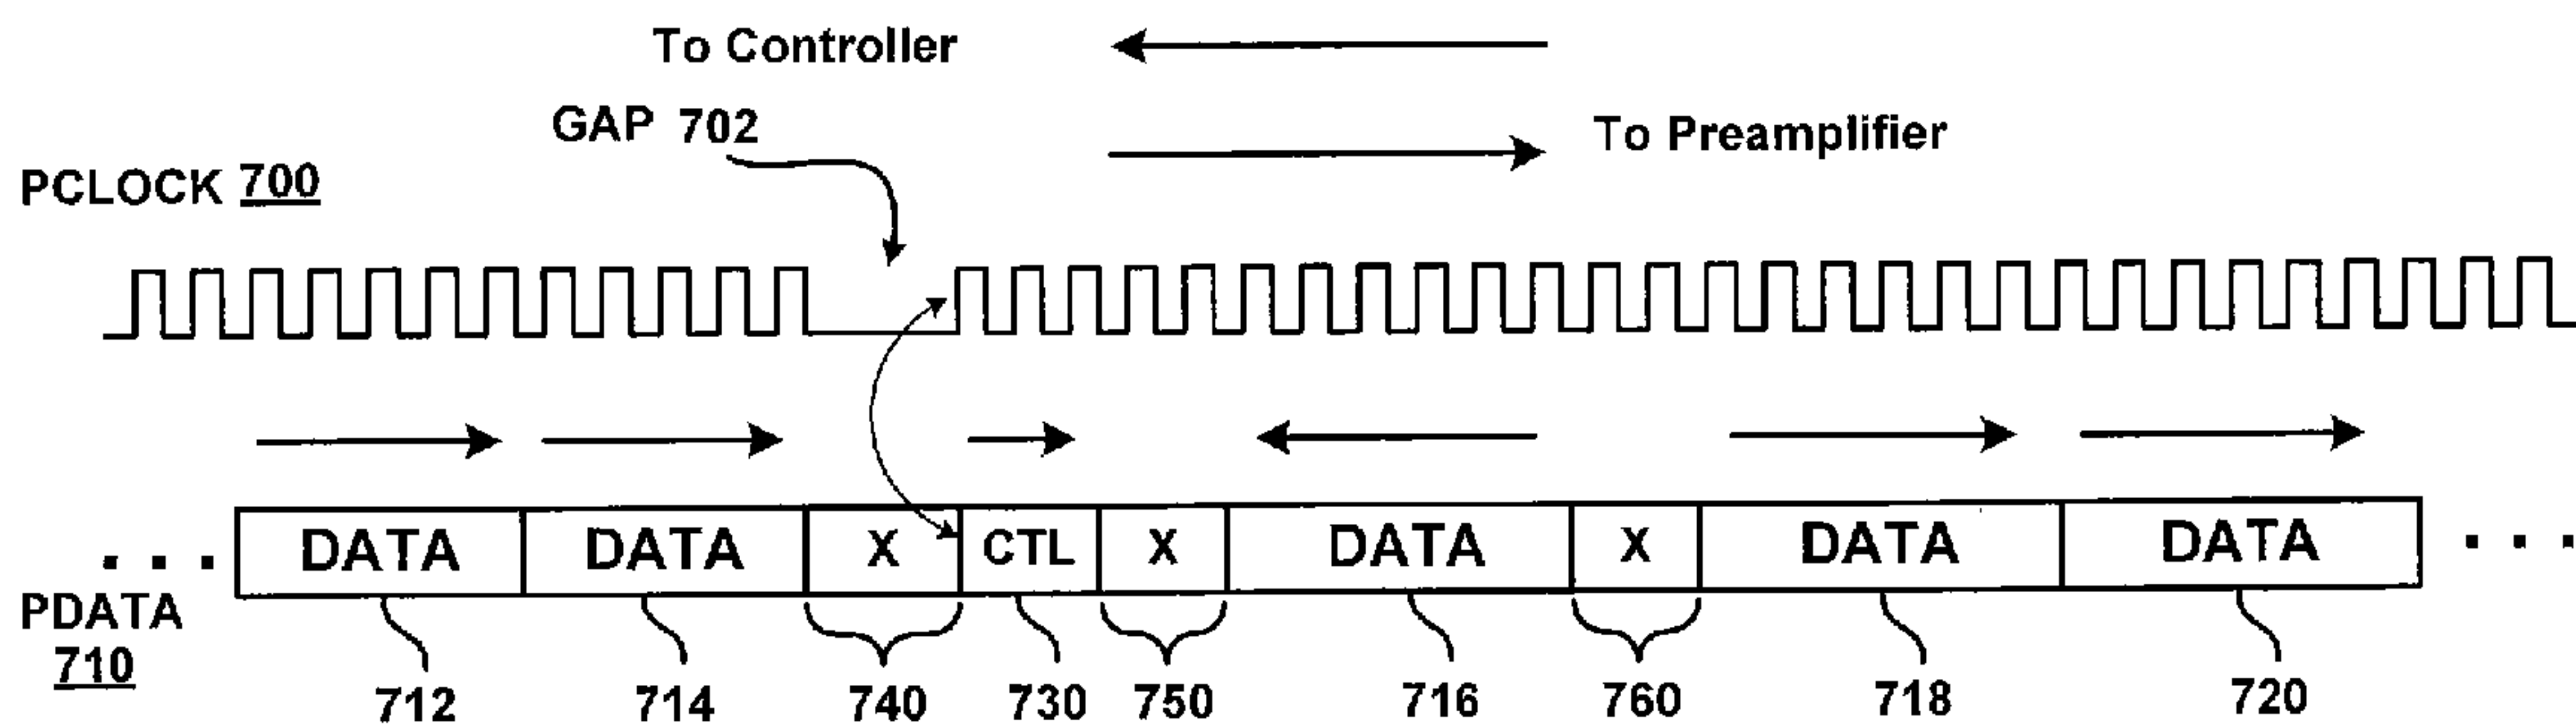 To Controller
GAP 702
To Preamplifier
PCLOCK 700
. . . DATA DATA X CTL X DATA X DATA DATA . . .
PDATA
710
712 714 740 730 750 716 760 718 720